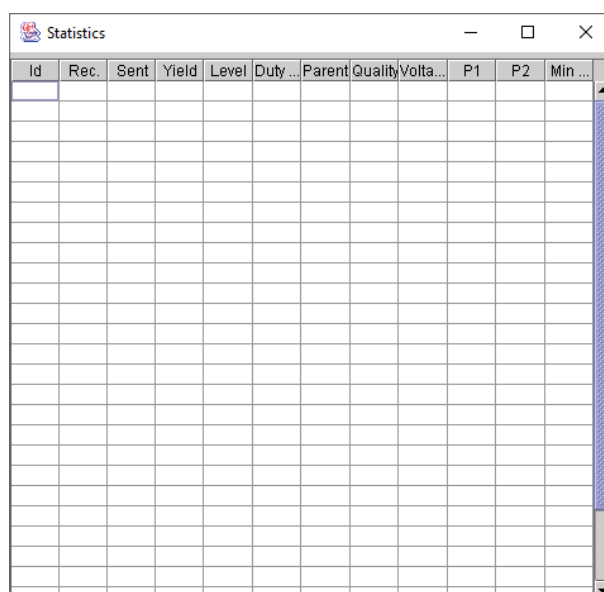 Statistics
Id Rec. Sent Yield Level Duty ... Parent Quality Volta... P1 P2 Min ...